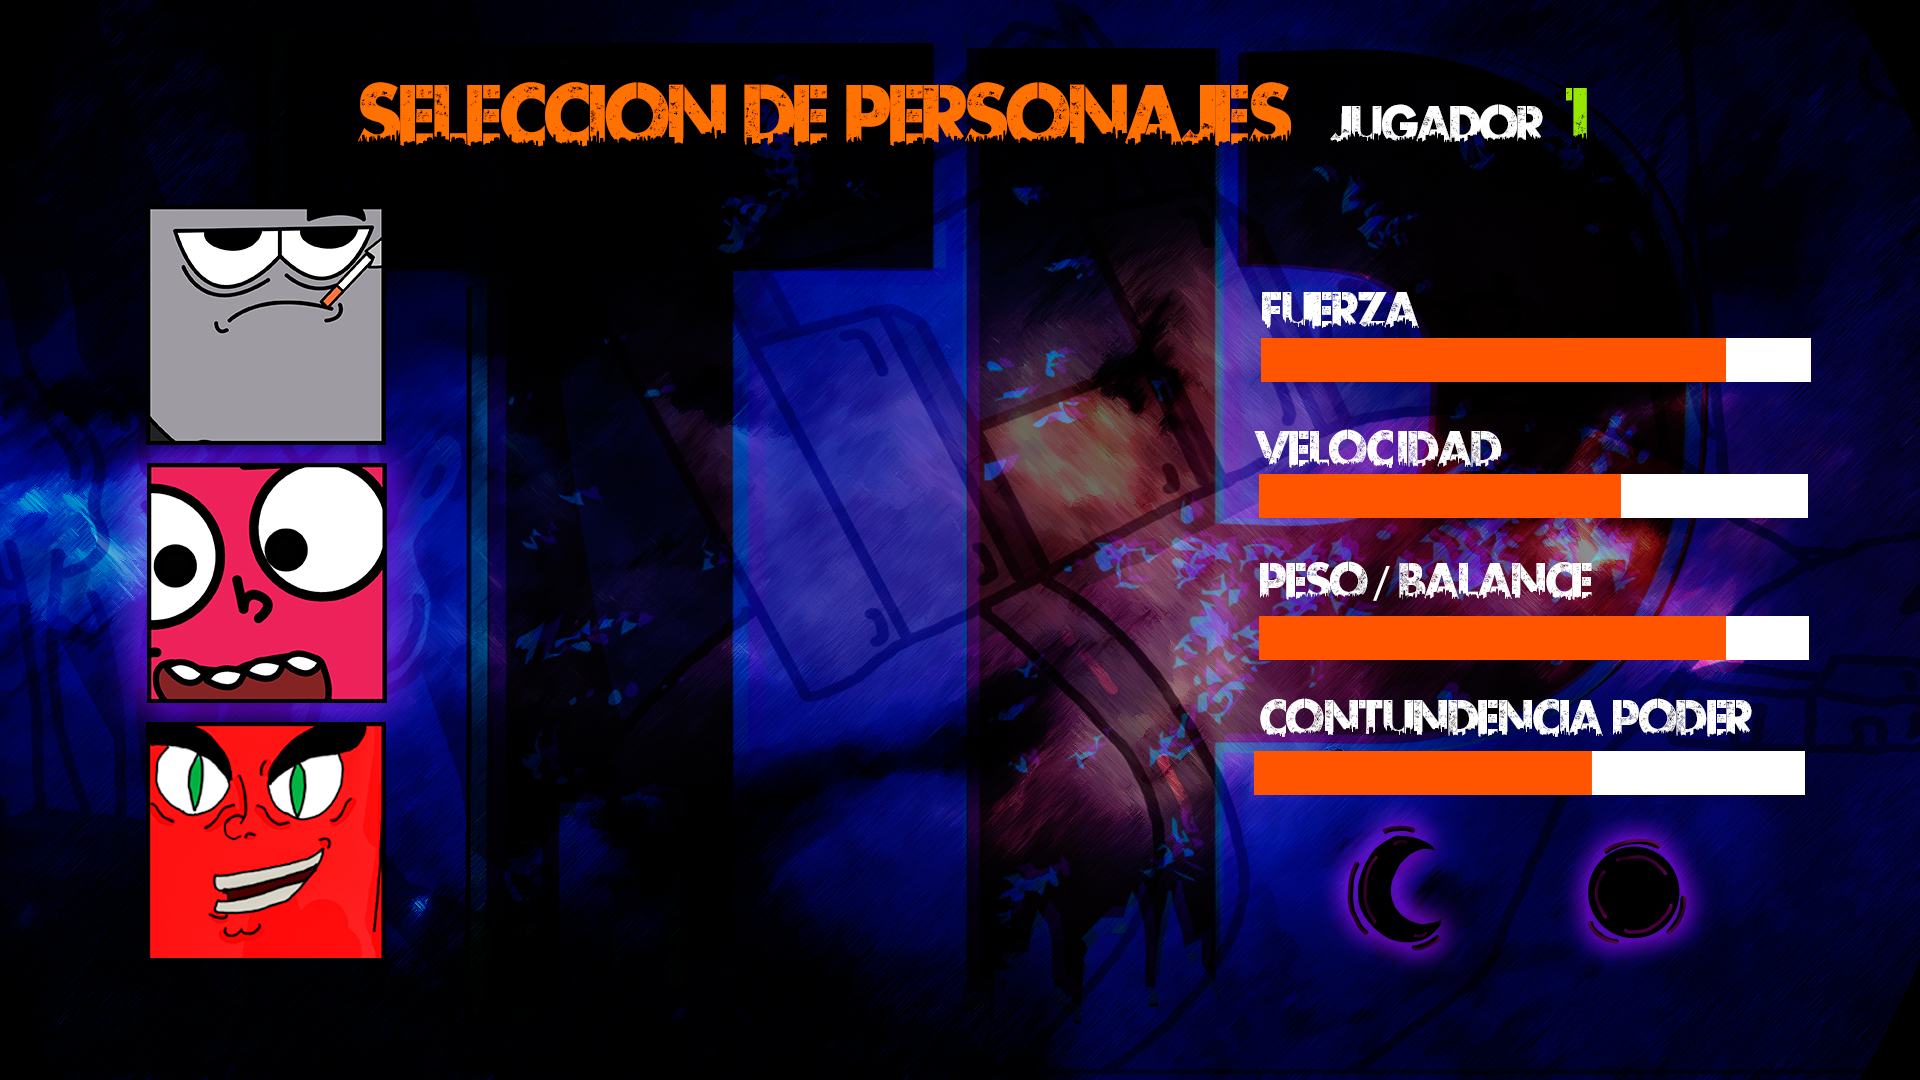 SELECCION DE PERSONAJES JUGADOR 1
FUERZA
VELOCIDAD
PESO / BALANCE
CONTUNDENCIA PODER